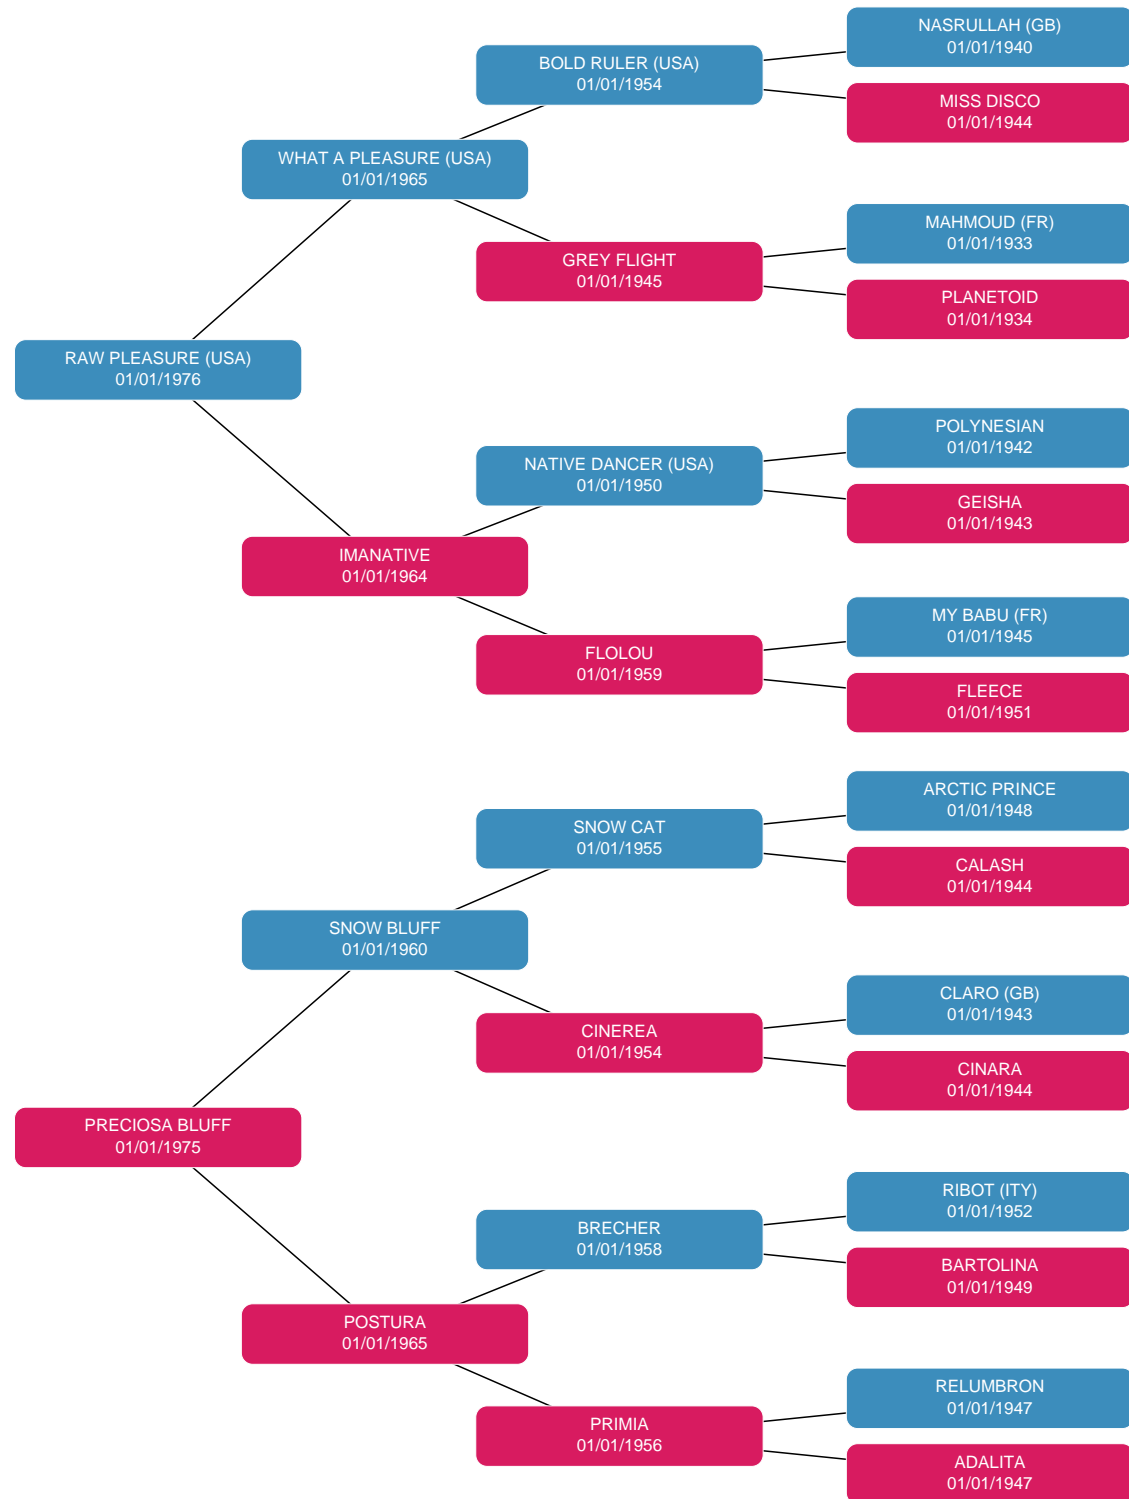 NASRULLAH (GB)
01/01/1940
BOLD RULER (USA)
01/01/1954
MISS DISCO
01/01/1944
WHAT A PLEASURE (USA)
01/01/1965
MAHMOUD (FR)
01/01/1933
GREY FLIGHT
01/01/1945
PLANETOID
01/01/1934
RAW PLEASURE (USA)
01/01/1976
POLYNESIAN
01/01/1942
NATIVE DANCER (USA)
01/01/1950
GEISHA
01/01/1943
IMANATIVE
01/01/1964
MY BABU (FR)
01/01/1945
FLOLOU
01/01/1959
FLEECE
01/01/1951
ARCTIC PRINCE
01/01/1948
SNOW CAT
01/01/1955
CALASH
01/01/1944
SNOW BLUFF
01/01/1960
CLARO (GB)
01/01/1943
CINEREA
01/01/1954
CINARA
01/01/1944
PRECIOSA BLUFF
01/01/1975
RIBOT (ITY)
01/01/1952
BRECHER
01/01/1958
BARTOLINA
01/01/1949
POSTURA
01/01/1965
RELUMBRON
01/01/1947
PRIMIA
01/01/1956
ADALITA
01/01/1947